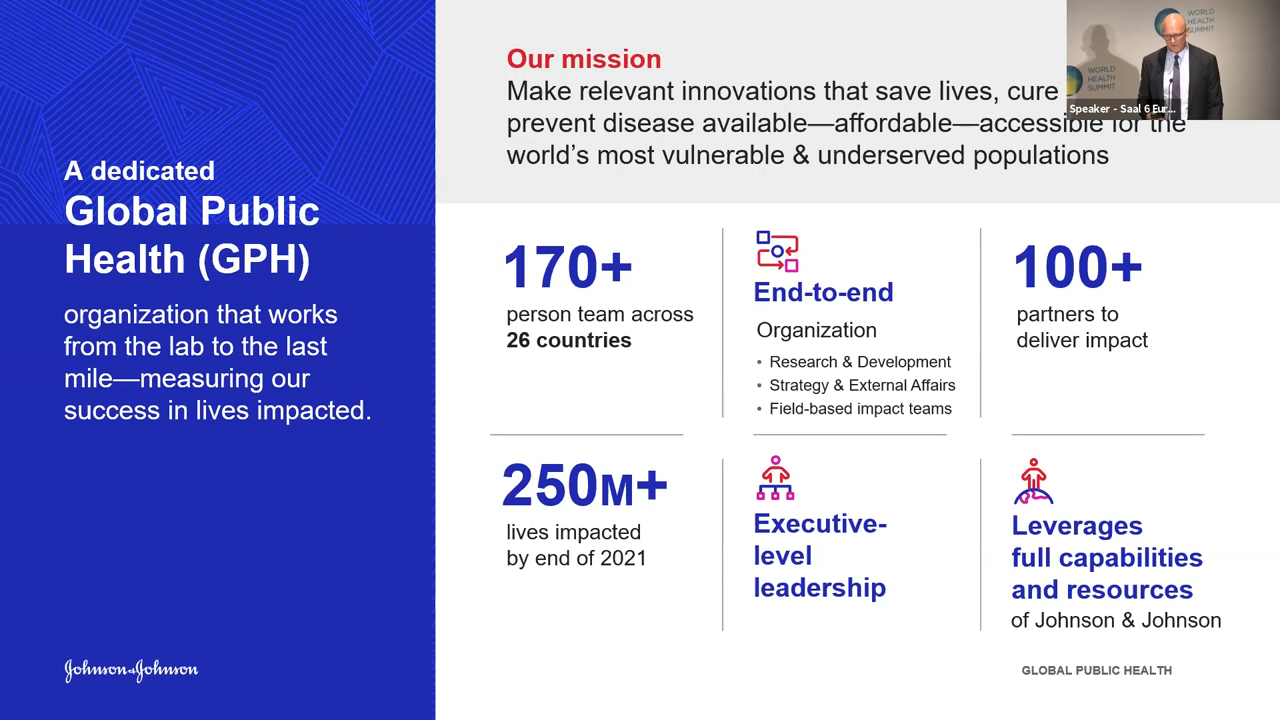 A dedicated
Global Public
Health (GPH)
organization that works
from the lab to the last
mile—measuring our
success in lives impacted.
Johnson & Johnson
Our mission
Make relevant innovations that save lives, cure
prevent disease available—affordable—accessible for the
world's most vulnerable & underserved populations
WORLD
HEALTH
SUMMIT
WORLD
HEALTH
SUMMIT
Speaker - Saal 6 Eur...
170+
person team across
26 countries
End-to-end
Organization
• Research & Development
• Strategy & External Affairs
• Field-based impact teams
100+
partners to
deliver impact
250M+
lives impacted
by end of 2021
Executive-
level
leadership
Leverages
full capabilities
and resources
of Johnson & Johnson
GLOBAL PUBLIC HEALTH